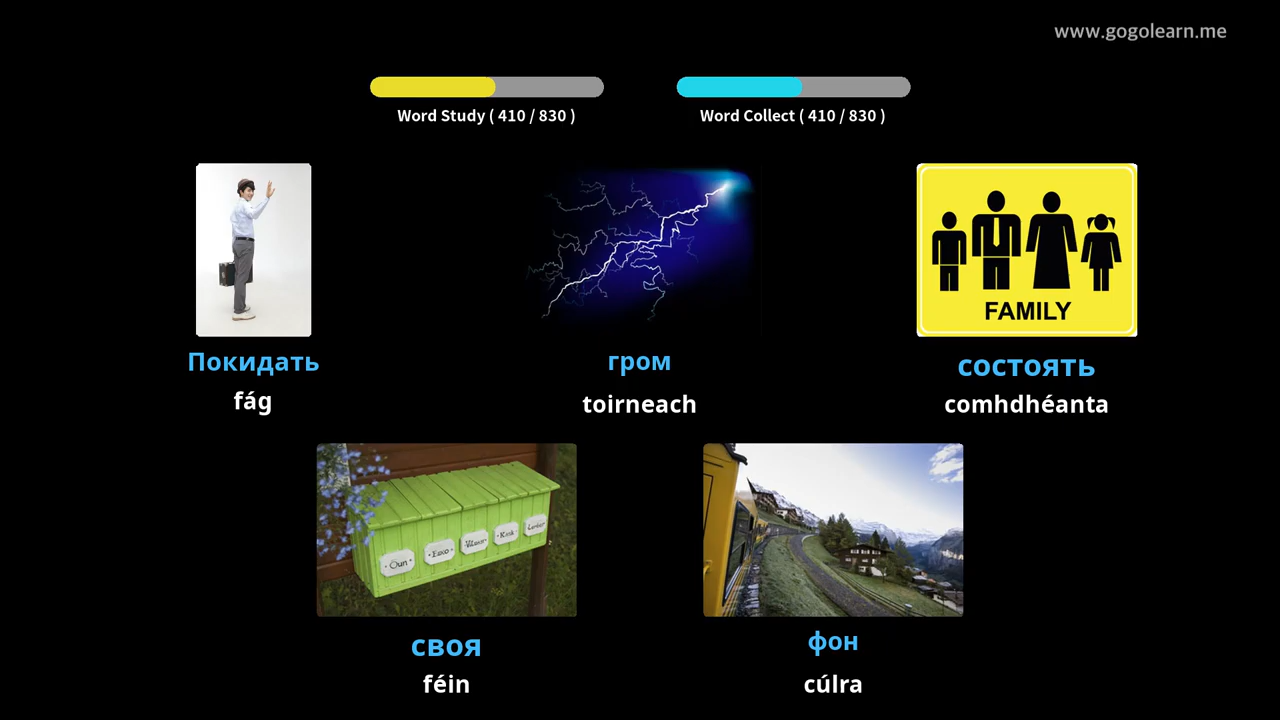 www.gogolearn.me
Word Study ( 410 / 830 )
Word Collect ( 410 / 830 )
FAMILY
Покидать
гром
состоять
fág
toirneach
comhdhéanta
своя
фон
féin
cúlra